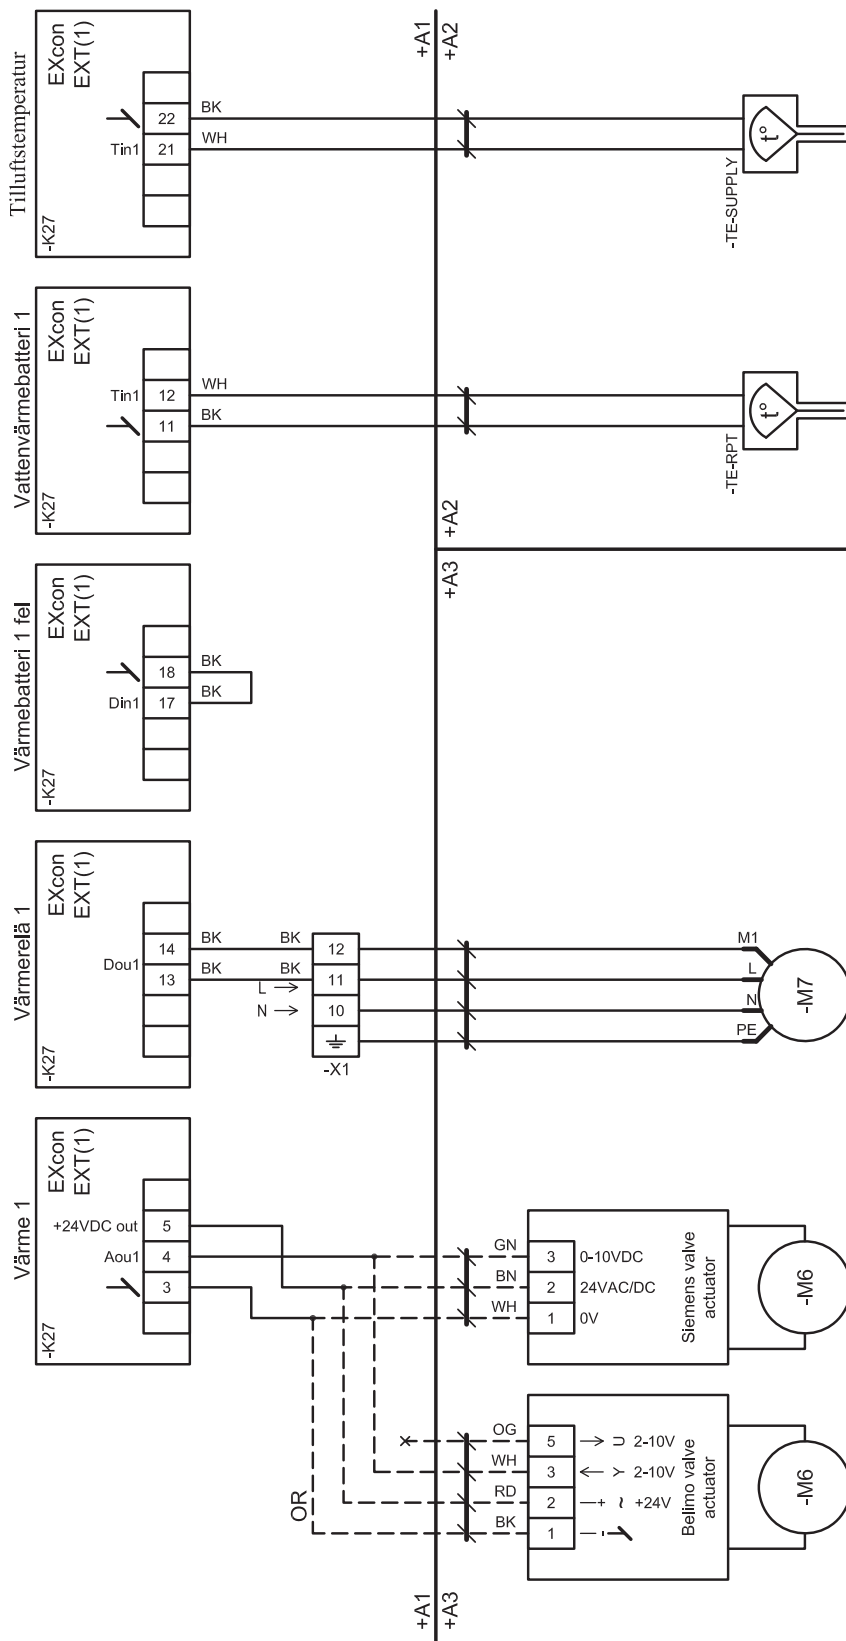 Tilluftstemperatur
EXcon
EXT(1)
-K27
22
Tin1
21
BK
WH
+A1
+A2
-TE-SUPPLY
t°
Vattenvärmebatteri 1
EXcon
EXT(1)
-K27
Tin1
12
11
WH
BK
+A2
-TE-RPT
t°
+A3
Värmebatteri 1 fel
EXcon
EXT(1)
-K27
18
Din1
17
BK
BK
Värmerelä 1
EXcon
EXT(1)
-K27
Dou1
14
13
BK
BK
BK
BK
L →
N →
12
11
10
-X1
M1
L
N
PE
-M7
Värme 1
EXcon
EXT(1)
-K27
+24VDC out
5
Aou1
4
3
GN
BN
WH
3
0-10VDC
2
24VAC/DC
1
0V
Siemens valve
actuator
-M6
OR
OG
WH
RD
BK
5
→ U 2-10V
3
← Y 2-10V
2
+ ~ +24V
1
-
Belimo valve
actuator
-M6
+A1
+A3